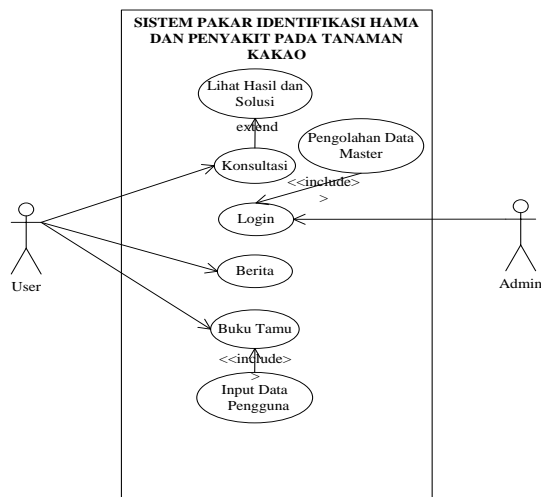 SISTEM PAKAR IDENTIFIKASI HAMA
DAN PENYAKIT PADA TANAMAN
KAKAO
Lihat Hasil dan
Solusi
extend
Pengolahan Data
Master
Konsultasi
<<include>
>
Login
User
Admin
Berita
Buku Tamu
<<include>
>
Input Data
Pengguna